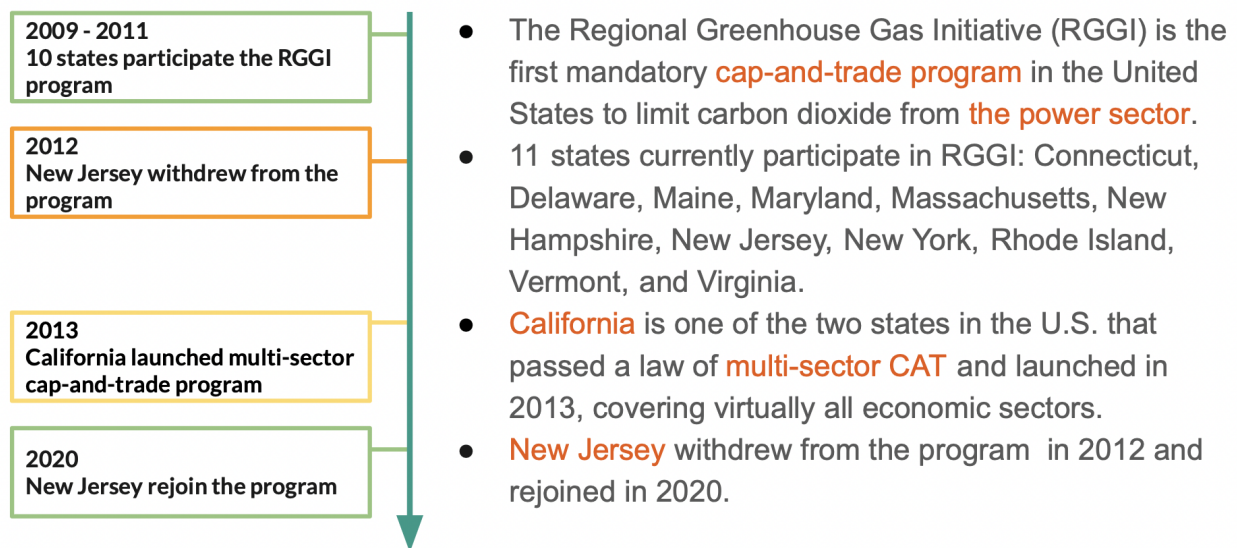 2009 - 2011
10 states participate the RGGI
program
2012
New Jersey withdrew from the
program
2013
California launched multi-sector
cap-and-trade program
2020
New Jersey rejoin the program
● The Regional Greenhouse Gas Initiative (RGGI) is the
first mandatory cap-and-trade program in the United
States to limit carbon dioxide from the power sector.
● 11 states currently participate in RGGI: Connecticut,
Delaware, Maine, Maryland, Massachusetts, New
Hampshire, New Jersey, New York, Rhode Island,
Vermont, and Virginia.
● California is one of the two states in the U.S. that
passed a law of multi-sector CAT and launched in
2013, covering virtually all economic sectors.
● New Jersey withdrew from the program in 2012 and
rejoined in 2020.